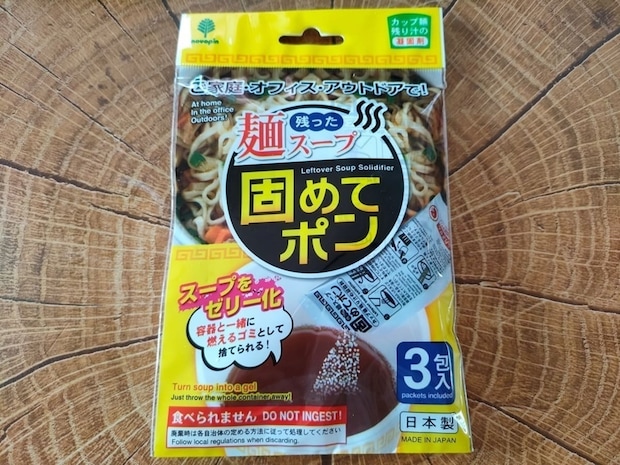 novopin
カップ麺
残り汁の
凝固剤
ご家庭・オフィス・アウトドアで!
At home
In the office
Outdoors!
残った
麺スープ
Leftover Soup Solidifier
固めて
ポン
スープを
ゼリー化
容器と一緒に
燃えるゴミとして
捨てられる!
固めてポン
Turn soup into a gel
Just throw the whole container away!
3包入
packets included
食べられません DO NOT INGEST!
廃棄時は各自治体の定める方法に従って処理してください
Follow local regulations when discarding.
日本製
MADE IN JAPAN